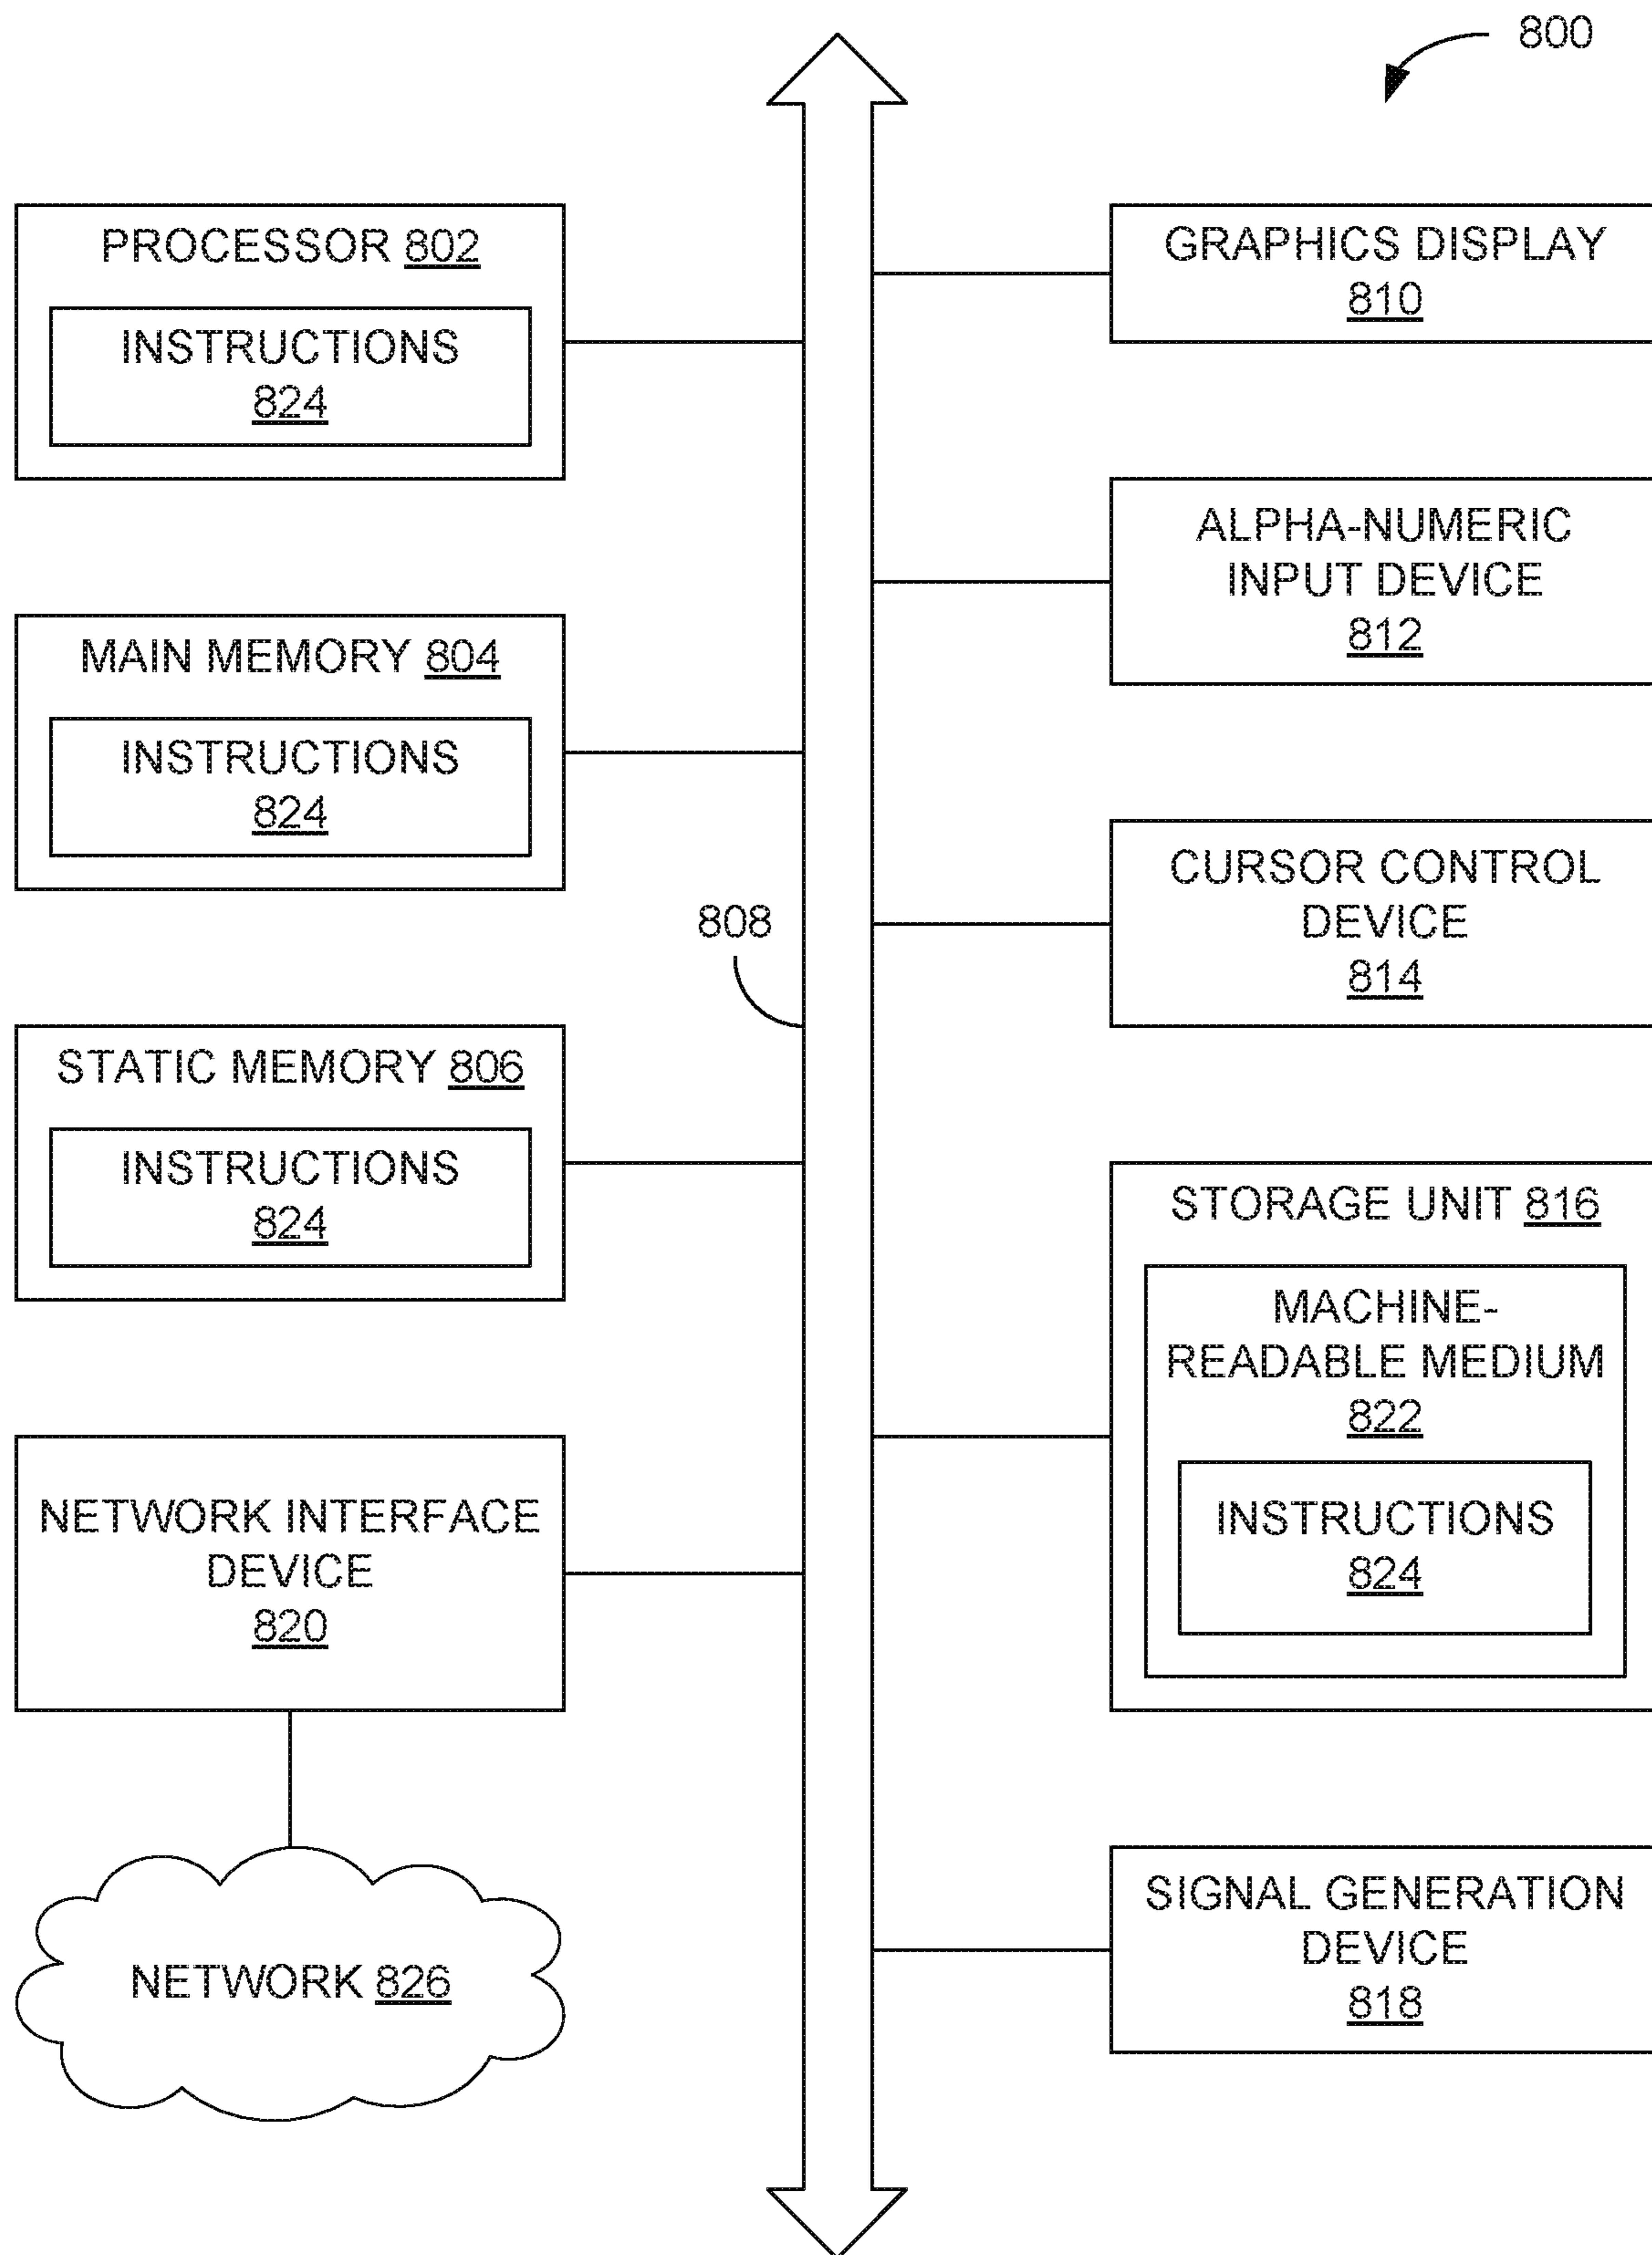 800
PROCESSOR 802
INSTRUCTIONS
824
MAIN MEMORY 804
INSTRUCTIONS
824
808
STATIC MEMORY 806
INSTRUCTIONS
824
NETWORK INTERFACE
DEVICE
820
NETWORK 826
GRAPHICS DISPLAY
810
ALPHA-NUMERIC
INPUT DEVICE
812
CURSOR CONTROL
DEVICE
814
STORAGE UNIT 816
MACHINE-
READABLE MEDIUM
822
INSTRUCTIONS
824
SIGNAL GENERATION
DEVICE
818